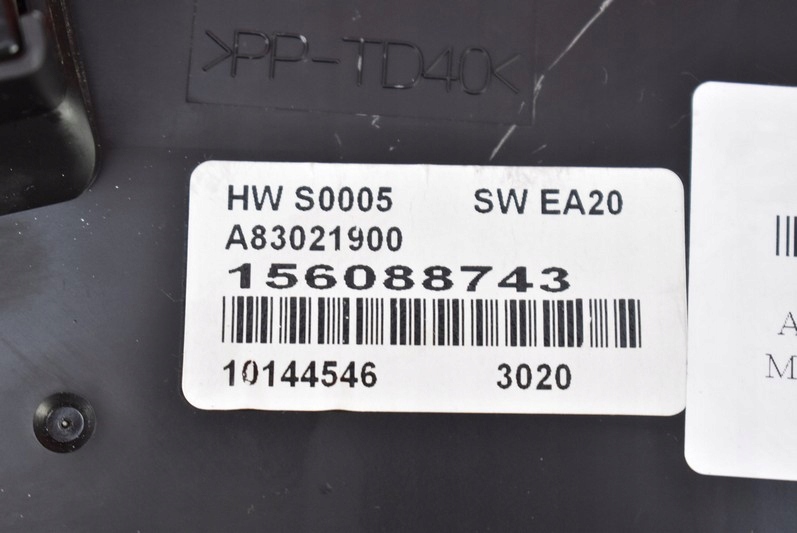 >PP-TD40<
HW S0005 SW EA20
A83021900
156088743
10144546 3020
A
M